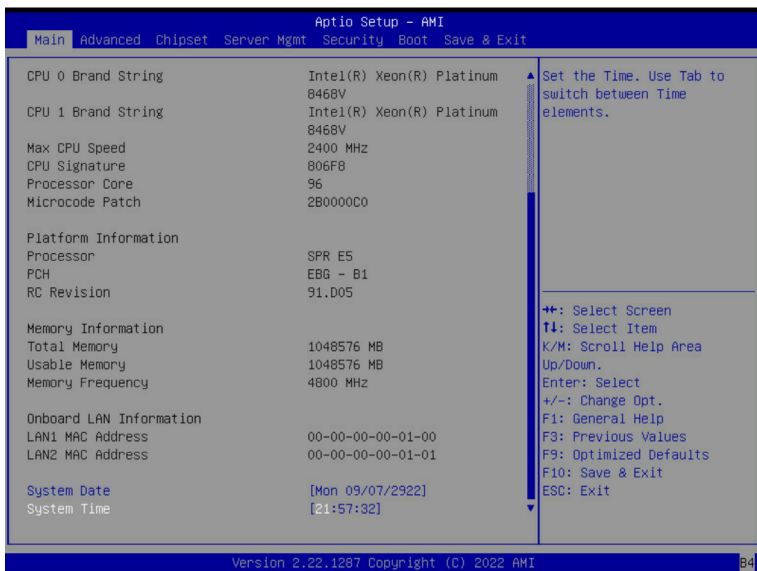 Aptio Setup – AMI
Main Advanced Chipset Server Mgmt Security Boot Save & Exit
CPU 0 Brand String Intel(R) Xeon(R) Platinum
8468V
CPU 1 Brand String Intel(R) Xeon(R) Platinum
8468V
Max CPU Speed 2400 MHz
CPU Signature 806F8
Processor Core 96
Microcode Patch 2B0000C0
Platform Information
Processor SPR E5
PCH EBG - B1
RC Revision 91.D05
Memory Information
Total Memory 1048576 MB
Usable Memory 1048576 MB
Memory Frequency 4800 MHz
Onboard LAN Information
LAN1 MAC Address 00-00-00-00-01-00
LAN2 MAC Address 00-00-00-00-01-01
System Date [Mon 09/07/2922]
System Time [21:57:32]
Set the Time. Use Tab to
switch between Time
elements.
→←: Select Screen
↑↓: Select Item
K/M: Scroll Help Area
Up/Down.
Enter: Select
+/-: Change Opt.
F1: General Help
F3: Previous Values
F9: Optimized Defaults
F10: Save & Exit
ESC: Exit
Version 2.22.1287 Copyright (C) 2022 AMI
B4